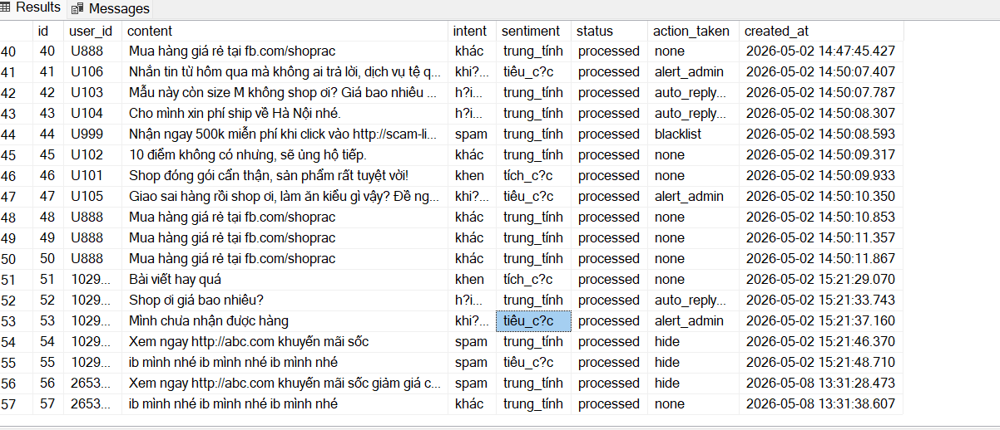 Results Messages
id user_id content intent sentiment status action_taken created_at
40 40 U888 Mua hàng giá rẻ tại fb.com/shoprac khác trung_tính processed none 2026-05-02 14:47:45.427
41 41 U106 Nhắn tin từ hôm qua mà không ai trả lời, dịch vụ tệ q... khi?... tiêu_c?c processed alert_admin 2026-05-02 14:50:07.407
42 42 U103 Mẫu này còn size M không shop ơi? Giá bao nhiêu ... h?i... trung_tính processed auto_reply... 2026-05-02 14:50:07.787
43 43 U104 Cho mình xin phí ship về Hà Nội nhé. h?i... trung_tính processed auto_reply... 2026-05-02 14:50:08.307
44 44 U999 Nhận ngay 500k miễn phí khi click vào http://scam-li... spam trung_tính processed blacklist 2026-05-02 14:50:08.593
45 45 U102 10 điểm không có nhưng, sẽ ủng hộ tiếp. khác trung_tính processed none 2026-05-02 14:50:09.317
46 46 U101 Shop đóng gói cẩn thận, sản phẩm rất tuyệt vời! khen tích_c?c processed none 2026-05-02 14:50:09.933
47 47 U105 Giao sai hàng rồi shop ơi, làm ăn kiểu gì vậy? Đề ng... khi?... tiêu_c?c processed alert_admin 2026-05-02 14:50:10.350
48 48 U888 Mua hàng giá rẻ tại fb.com/shoprac khác trung_tính processed none 2026-05-02 14:50:10.853
49 49 U888 Mua hàng giá rẻ tại fb.com/shoprac khác trung_tính processed none 2026-05-02 14:50:11.357
50 50 U888 Mua hàng giá rẻ tại fb.com/shoprac khác trung_tính processed none 2026-05-02 14:50:11.867
51 51 1029... Bài viết hay quá khen tích_c?c processed none 2026-05-02 15:21:29.070
52 52 1029... Shop ơi giá bao nhiêu? h?i... trung_tính processed auto_reply... 2026-05-02 15:21:33.743
53 53 1029... Mình chưa nhận được hàng khi?... tiêu_c?c processed alert_admin 2026-05-02 15:21:37.160
54 54 1029... Xem ngay http://abc.com khuyến mãi sốc spam trung_tính processed hide 2026-05-02 15:21:46.370
55 55 1029... ib mình nhé ib mình nhé ib mình nhé spam tiêu_c?c processed hide 2026-05-02 15:21:48.710
56 56 2653... Xem ngay http://abc.com khuyến mãi sốc giảm giá c... spam trung_tính processed hide 2026-05-08 13:31:28.473
57 57 2653... ib mình nhé ib mình nhé ib mình nhé khác trung_tính processed none 2026-05-08 13:31:38.607